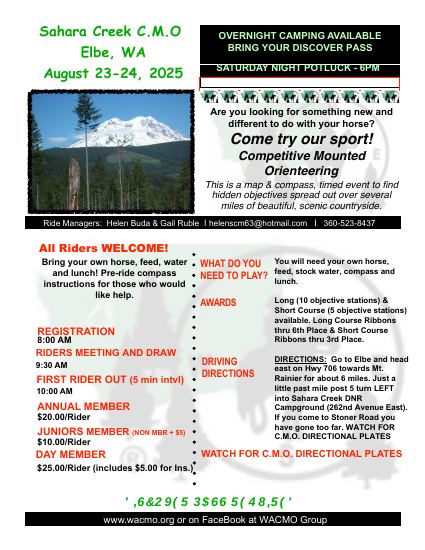 Sahara Creek C.M.O
Elbe, WA
August 23-24, 2025
OVERNIGHT CAMPING AVAILABLE
BRING YOUR DISCOVER PASS
SATURDAY NIGHT POTLUCK - 6PM
Are you looking for something new and
different to do with your horse?
Come try our sport!
Competitive Mounted
Orienteering
This is a map & compass, timed event to find
hidden objectives spread out over several
miles of beautiful, scenic countryside.
Ride Managers: Helen Buda & Gail Ruble I helenscm63@hotmail.com I 360-523-8437
All Riders WELCOME!
Bring your own horse, feed, water
and lunch! Pre-ride compass
instructions for those who would
like help.
REGISTRATION
8:00 AM
RIDERS MEETING AND DRAW
9:30 AM
FIRST RIDER OUT (5 min intvl)
10:00 AM
ANNUAL MEMBER
$20.00/Rider
JUNIORS MEMBER (NON MBR + $5)
$10.00/Rider
DAY MEMBER
$25.00/Rider (includes $5.00 for Ins.)
WHAT DO YOU
NEED TO PLAY?
You will need your own horse,
feed, stock water, compass and
lunch.
AWARDS
Long (10 objective stations) &
Short Course (5 objective stations)
available. Long Course Ribbons
thru 6th Place & Short Course
Ribbons thru 3rd Place.
DRIVING
DIRECTIONS
DIRECTIONS: Go to Elbe and head
east on Hwy 706 towards Mt.
Rainier for about 6 miles. Just a
little past mile post 5 turn LEFT
into Sahara Creek DNR
Campground (262nd Avenue East).
If you come to Stoner Road you
have gone too far. WATCH FOR
C.M.O. DIRECTIONAL PLATES
WATCH FOR C.M.O. DIRECTIONAL PLATES
' ,6&29( 5 3$66 5( 48,5( '
www.wacmo.org or on FaceBook at WACMO Group